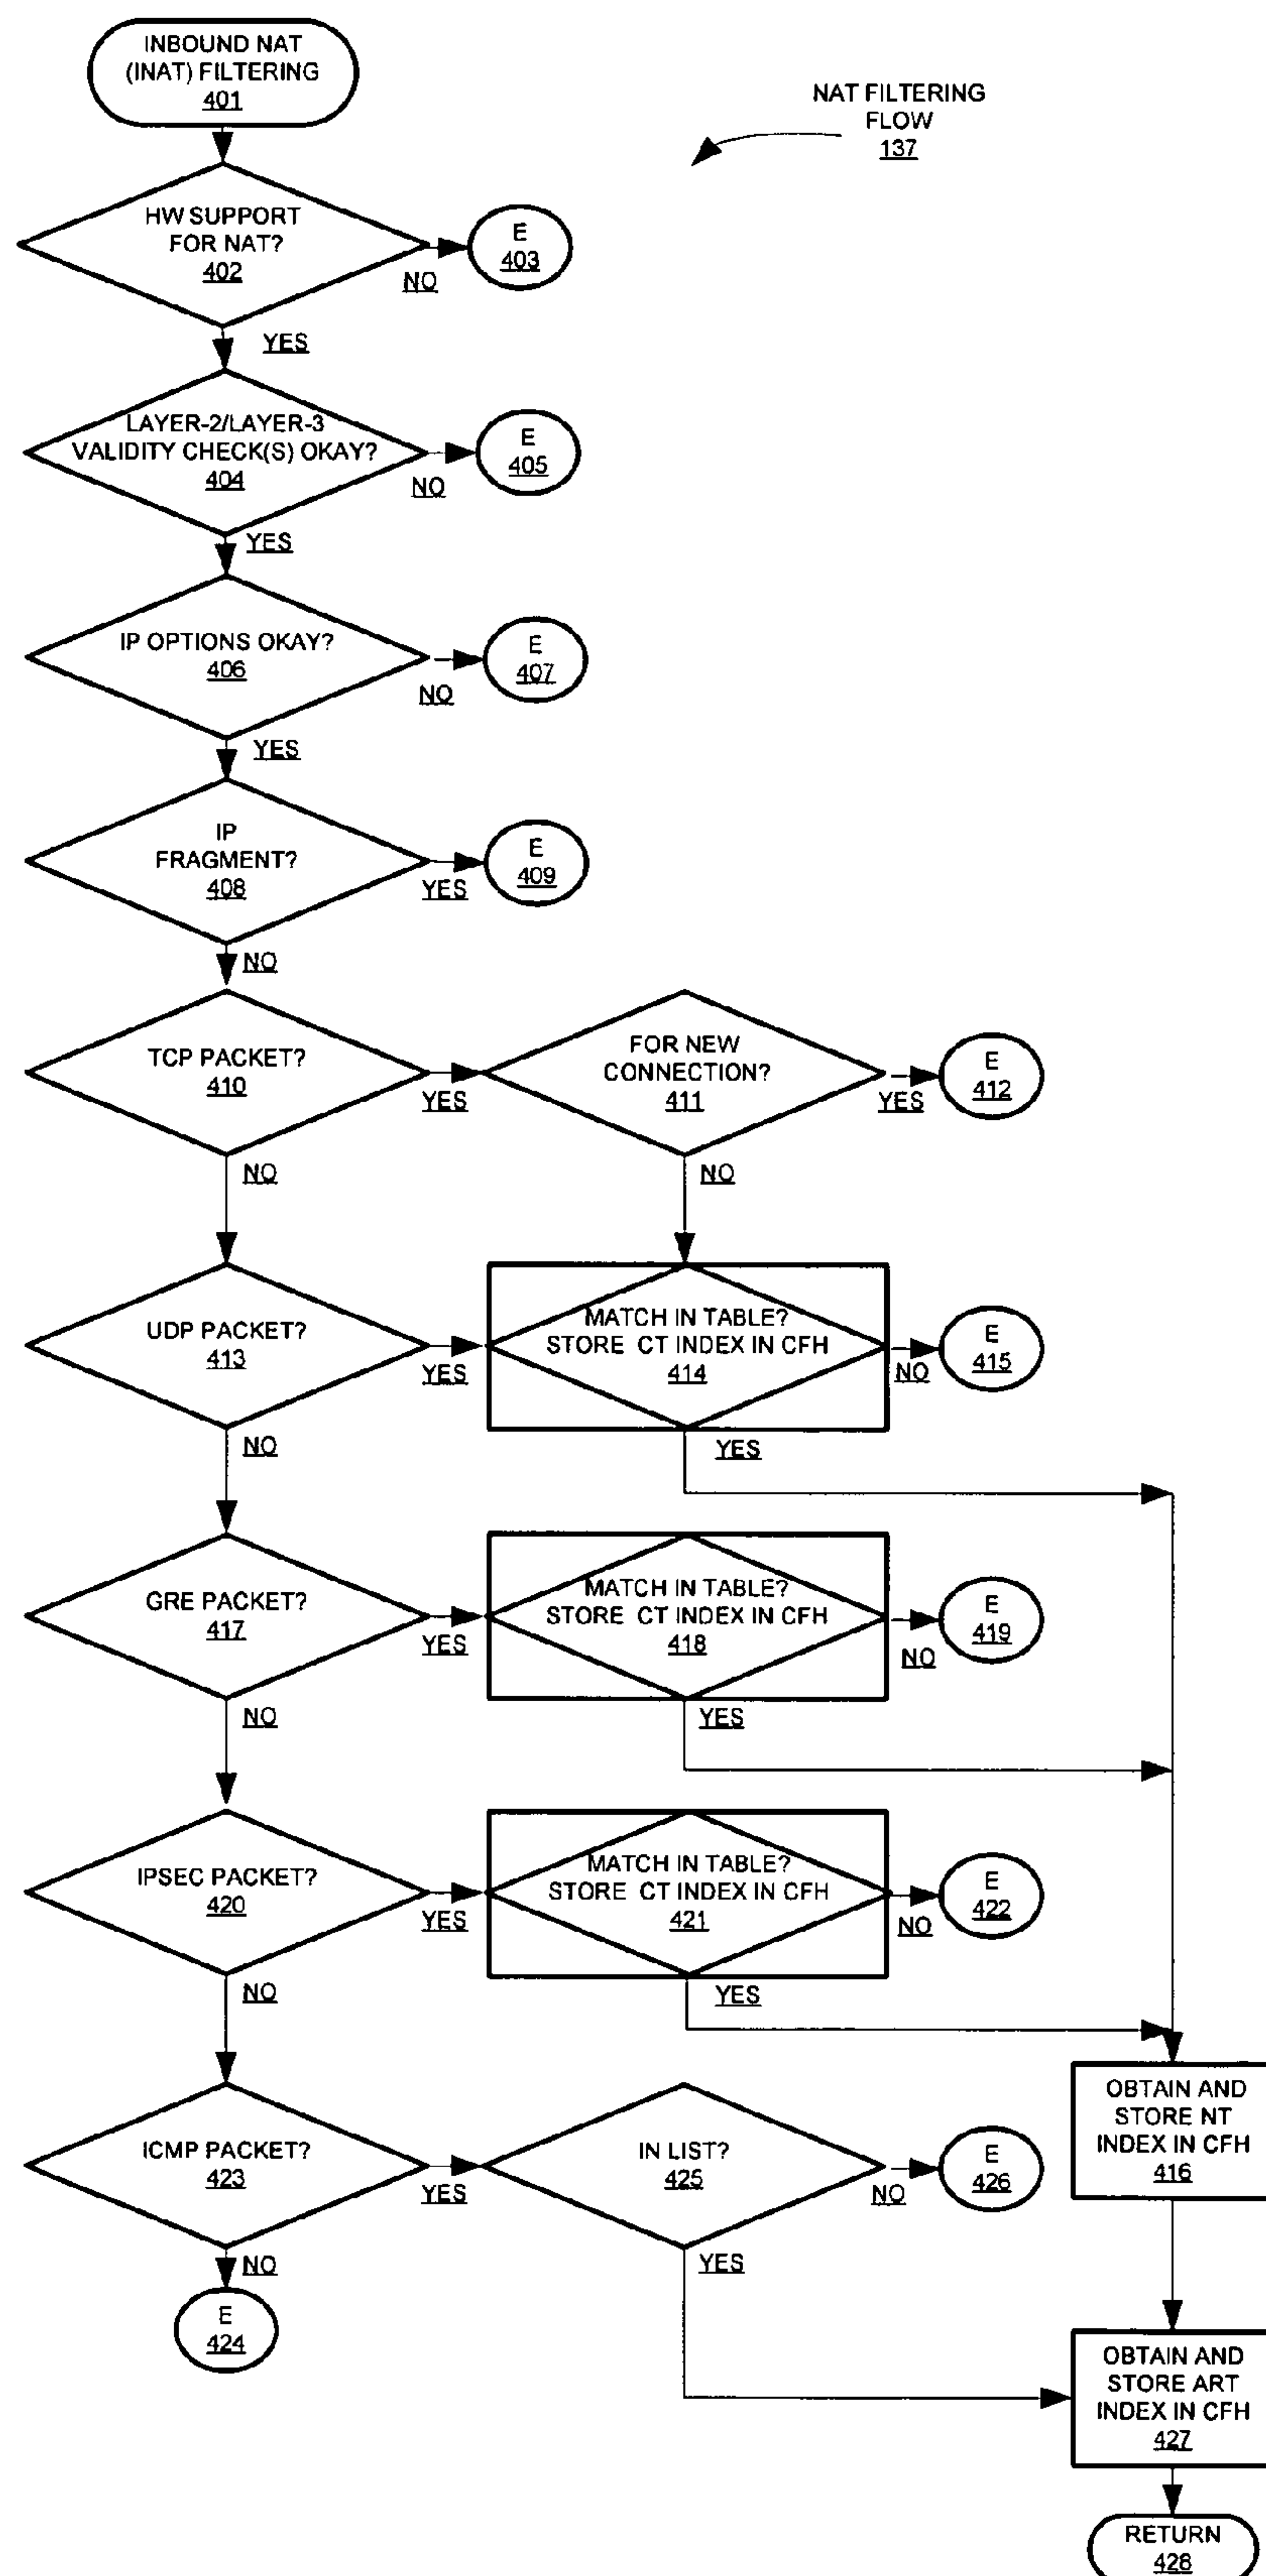 INBOUND NAT
(INAT) FILTERING
401
NAT FILTERING
FLOW
137
HW SUPPORT
FOR NAT?
402
NO
E
403
YES
LAYER-2/LAYER-3
VALIDITY CHECK(S) OKAY?
404
NO
E
405
YES
IP OPTIONS OKAY?
406
NO
E
407
YES
IP
FRAGMENT?
408
YES
E
409
NO
TCP PACKET?
410
YES
FOR NEW
CONNECTION?
411
YES
E
412
NO
NO
UDP PACKET?
413
YES
MATCH IN TABLE?
STORE CT INDEX IN CFH
414
NO
E
415
NO
YES
GRE PACKET?
417
YES
MATCH IN TABLE?
STORE CT INDEX IN CFH
418
NO
E
419
NO
YES
IPSEC PACKET?
420
YES
MATCH IN TABLE?
STORE CT INDEX IN CFH
421
NO
E
422
NO
YES
OBTAIN AND
STORE NT
INDEX IN CFH
416
ICMP PACKET?
423
YES
IN LIST?
425
NO
E
426
NO
YES
E
424
OBTAIN AND
STORE ART
INDEX IN CFH
427
RETURN
428